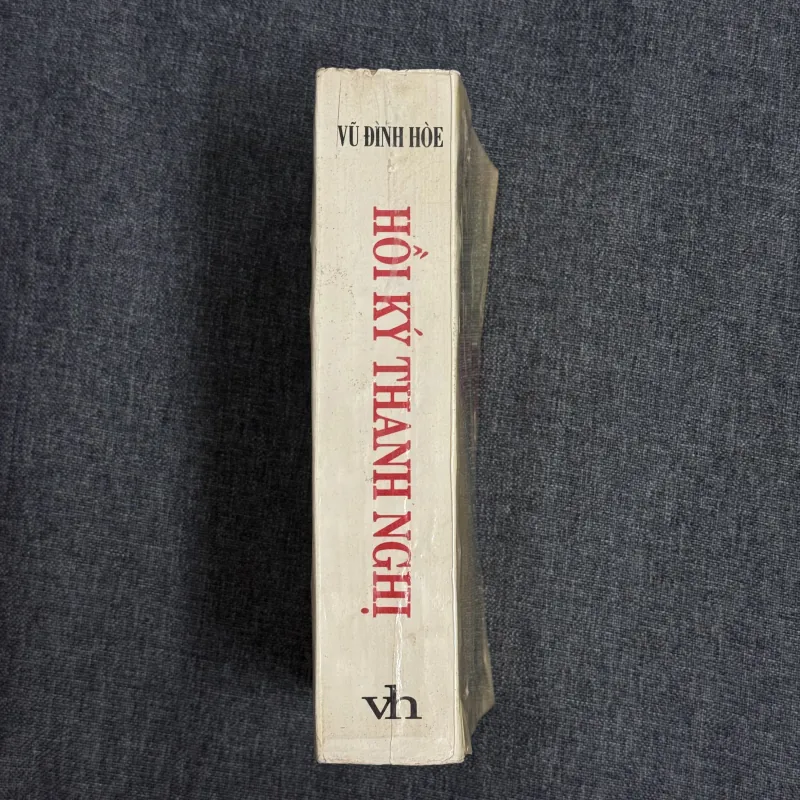 VŨ ĐÌNH HÒE
HỒI KÝ THANH NGHỊ
vh